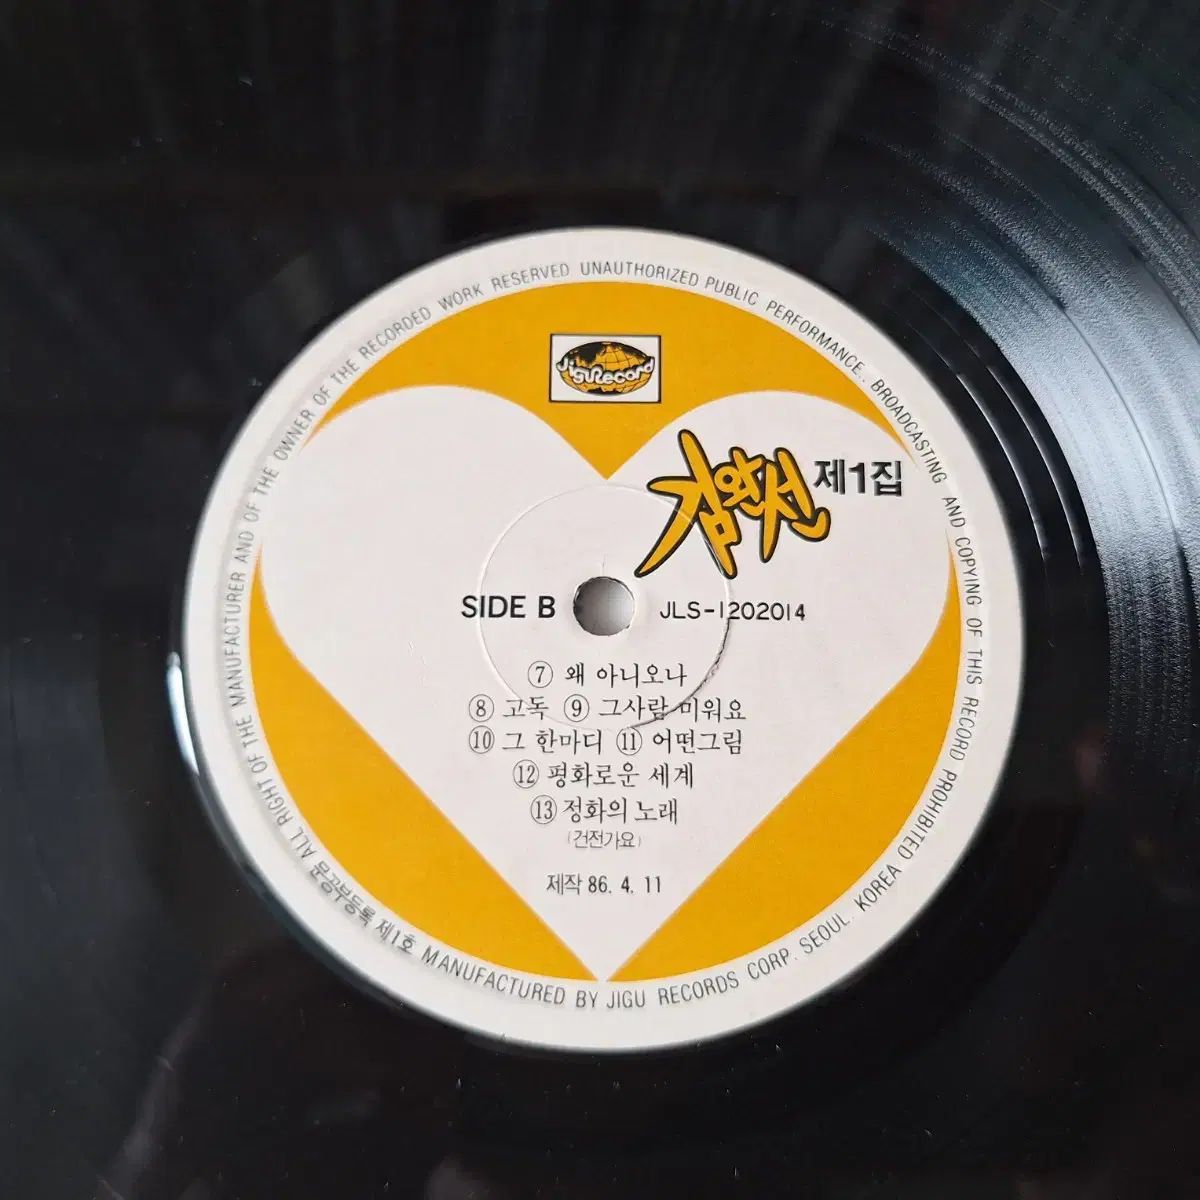 ALL RIGHT OF THE MANUFACTURER AND OF THE OWNER OF THE RECORDED WORK RESERVED UNAUTHORIZED PUBLIC PERFORMANCE. BROADCASTING AND COPYING OF THIS RECORD PROHIBITED
JiguRecord
김완선 제1집
SIDE B JLS-1202014
⑦ 왜 아니오나
⑧ 고독 ⑨ 그사람 미워요
⑩ 그 한마디 ⑪ 어떤그림
⑫ 평화로운 세계
⑬ 정화의 노래
(건전가요)
제작 86. 4. 11
문공부등록 제1호 MANUFACTURED BY JIGU RECORDS CORP. SEOUL. KOREA